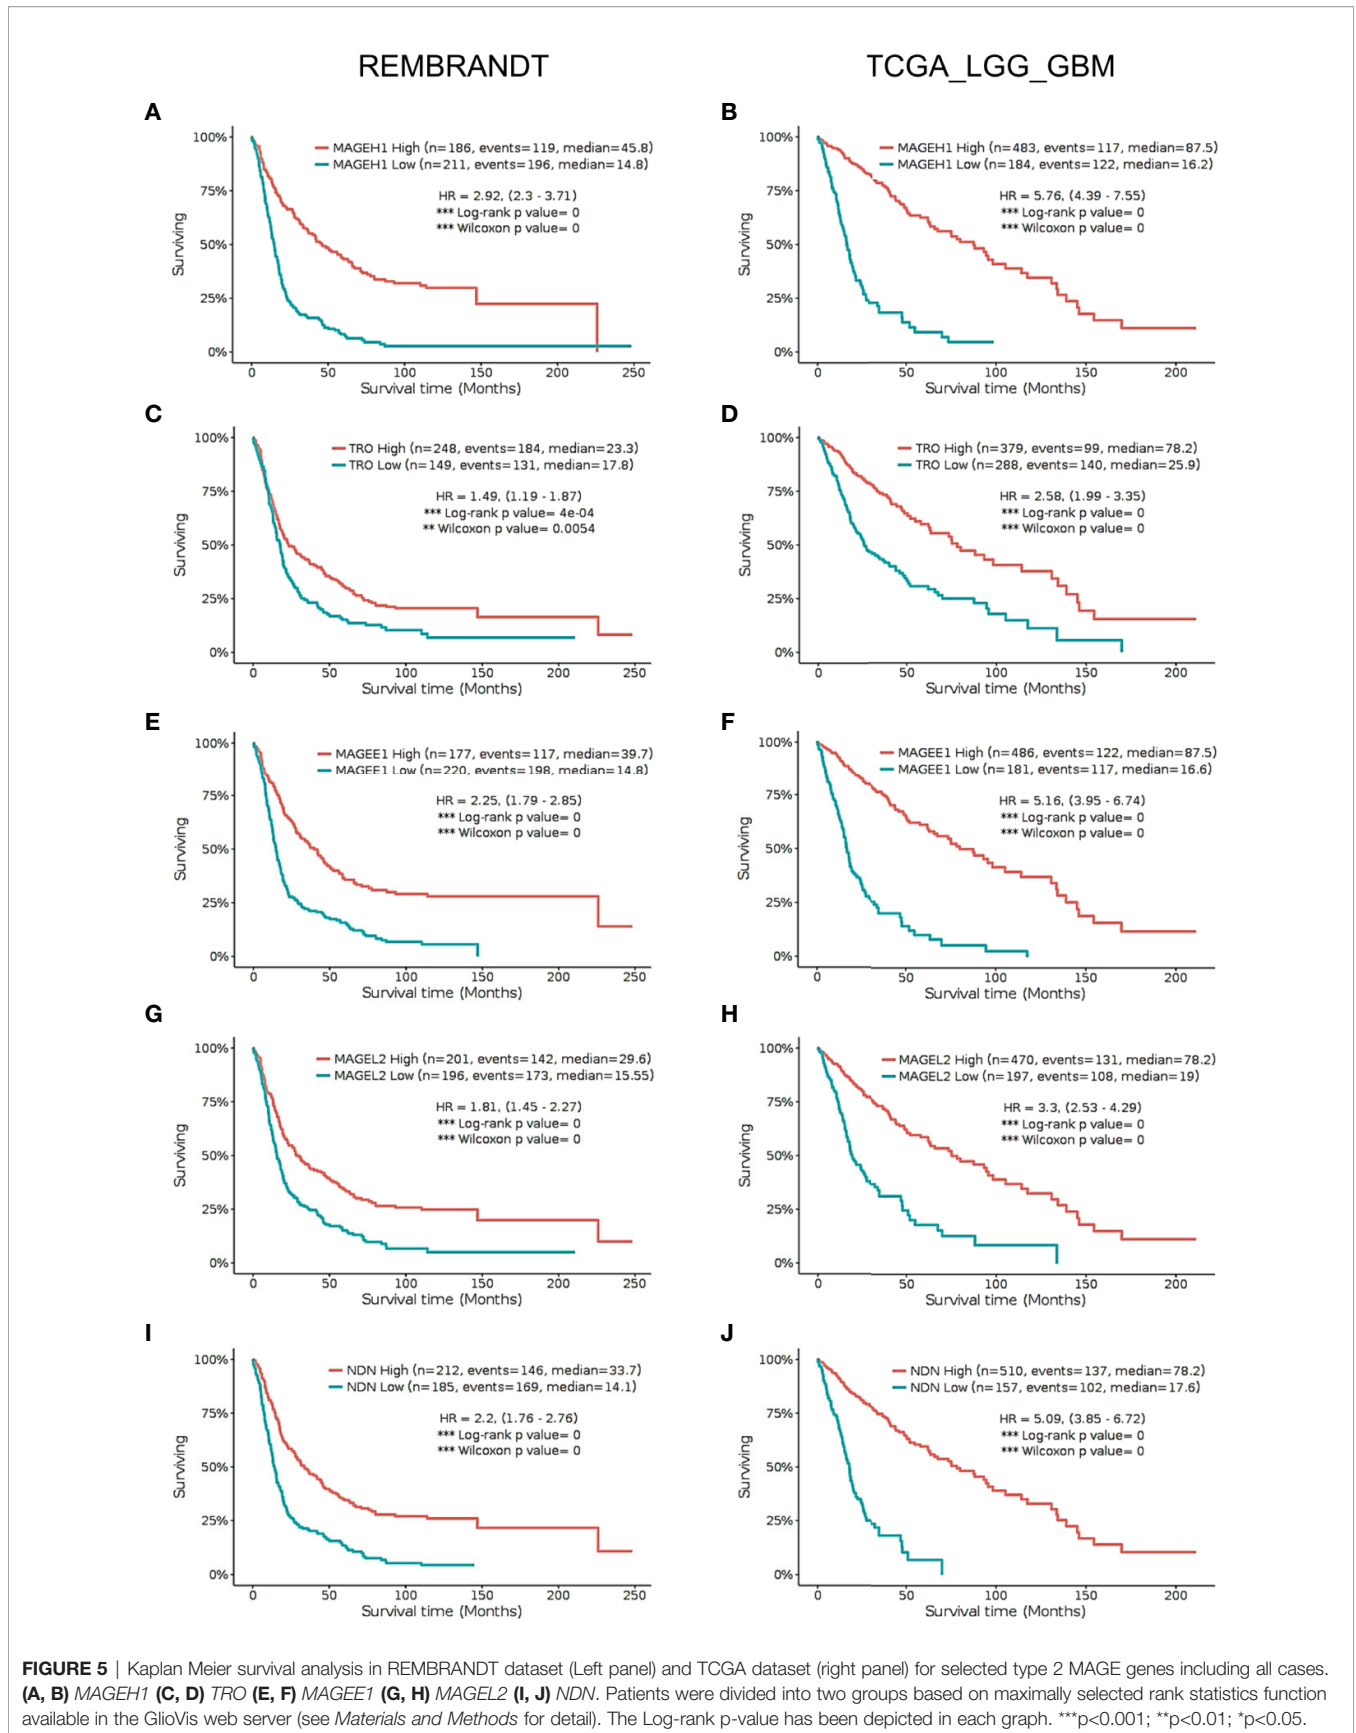 REMBRANDT
TCGA_LGG_GBM
A
100%
75%
50%
25%
0%
Surviving
MAGEH1 High (n=186, events=119, median=45.8)
MAGEH1 Low (n=211, events=196, median=14.8)
HR = 2.92, (2.3 - 3.71)
*** Log-rank p value= 0
*** Wilcoxon p value= 0
0 50 100 150 200 250
Survival time (Months)
B
100%
75%
50%
25%
0%
Surviving
MAGEH1 High (n=483, events=117, median=87.5)
MAGEH1 Low (n=184, events=122, median=16.2)
HR = 5.76, (4.39 - 7.55)
*** Log-rank p value= 0
*** Wilcoxon p value= 0
0 50 100 150 200
Survival time (Months)
C
100%
75%
50%
25%
0%
Surviving
TRO High (n=248, events=184, median=23.3)
TRO Low (n=149, events=131, median=17.8)
HR = 1.49, (1.19 - 1.87)
*** Log-rank p value= 4e-04
** Wilcoxon p value= 0.0054
0 50 100 150 200 250
Survival time (Months)
D
100%
75%
50%
25%
0%
Surviving
TRO High (n=379, events=99, median=78.2)
TRO Low (n=288, events=140, median=25.9)
HR = 2.58, (1.99 - 3.35)
*** Log-rank p value= 0
*** Wilcoxon p value= 0
0 50 100 150 200
Survival time (Months)
E
100%
75%
50%
25%
0%
Surviving
MAGEE1 High (n=177, events=117, median=39.7)
MAGEE1 Low (n=220, events=198, median=14.8)
HR = 2.25, (1.79 - 2.85)
*** Log-rank p value= 0
*** Wilcoxon p value= 0
0 50 100 150 200 250
Survival time (Months)
F
100%
75%
50%
25%
0%
Surviving
MAGEE1 High (n=486, events=122, median=87.5)
MAGEE1 Low (n=181, events=117, median=16.6)
HR = 5.16, (3.95 - 6.74)
*** Log-rank p value= 0
*** Wilcoxon p value= 0
0 50 100 150 200
Survival time (Months)
G
100%
75%
50%
25%
0%
Surviving
MAGEL2 High (n=201, events=142, median=29.6)
MAGEL2 Low (n=196, events=173, median=15.55)
HR = 1.81, (1.45 - 2.27)
*** Log-rank p value= 0
*** Wilcoxon p value= 0
0 50 100 150 200 250
Survival time (Months)
H
100%
75%
50%
25%
0%
Surviving
MAGEL2 High (n=470, events=131, median=78.2)
MAGEL2 Low (n=197, events=108, median=19)
HR = 3.3, (2.53 - 4.29)
*** Log-rank p value= 0
*** Wilcoxon p value= 0
0 50 100 150 200
Survival time (Months)
I
100%
75%
50%
25%
0%
Surviving
NDN High (n=212, events=146, median=33.7)
NDN Low (n=185, events=169, median=14.1)
HR = 2.2, (1.76 - 2.76)
*** Log-rank p value= 0
*** Wilcoxon p value= 0
0 50 100 150 200 250
Survival time (Months)
J
100%
75%
50%
25%
0%
Surviving
NDN High (n=510, events=137, median=78.2)
NDN Low (n=157, events=102, median=17.6)
HR = 5.09, (3.85 - 6.72)
*** Log-rank p value= 0
*** Wilcoxon p value= 0
0 50 100 150 200
Survival time (Months)
FIGURE 5 | Kaplan Meier survival analysis in REMBRANDT dataset (Left panel) and TCGA dataset (right panel) for selected type 2 MAGE genes including all cases.
(A, B) MAGEH1 (C, D) TRO (E, F) MAGEE1 (G, H) MAGEL2 (I, J) NDN. Patients were divided into two groups based on maximally selected rank statistics function
available in the GlioVis web server (see Materials and Methods for detail). The Log-rank p-value has been depicted in each graph. ***p<0.001; **p<0.01; *p<0.05.